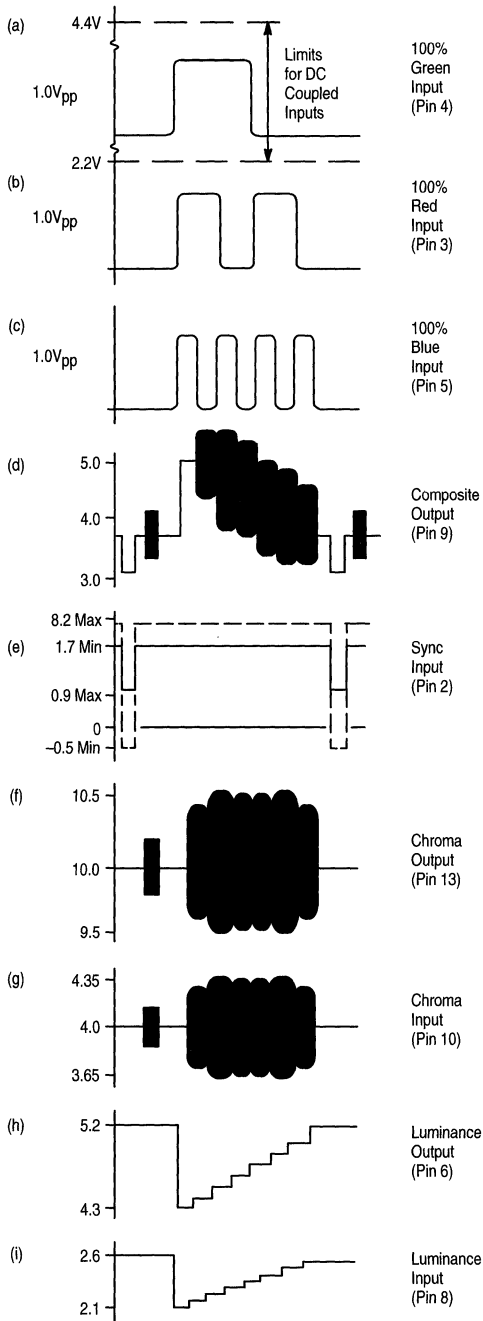 (a)
4.4V
Limits
for DC
Coupled
Inputs
100%
Green
Input
(Pin 4)
1.0Vpp
2.2V
(b)
100%
Red
Input
(Pin 3)
1.0Vpp
(c)
100%
Blue
Input
(Pin 5)
1.0Vpp
(d)
5.0
4.0
3.0
Composite
Output
(Pin 9)
(e)
8.2 Max
1.7 Min
0.9 Max
0
–0.5 Min
Sync
Input
(Pin 2)
(f)
10.5
10.0
9.5
Chroma
Output
(Pin 13)
(g)
4.35
4.0
3.65
Chroma
Input
(Pin 10)
(h)
5.2
4.3
Luminance
Output
(Pin 6)
(i)
2.6
2.1
Luminance
Input
(Pin 8)